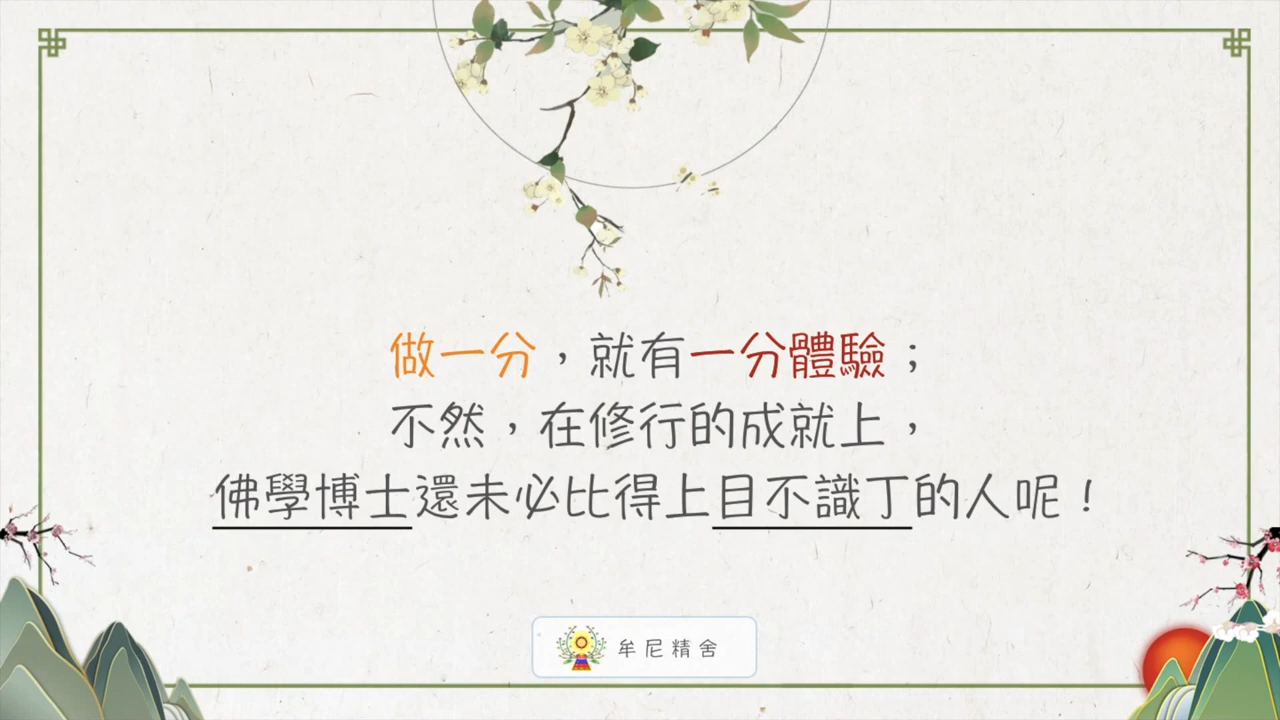 做一分，就有一分體驗；
不然，在修行的成就上，
佛學博士還未必比得上目不識丁的人呢！
牟尼精舍